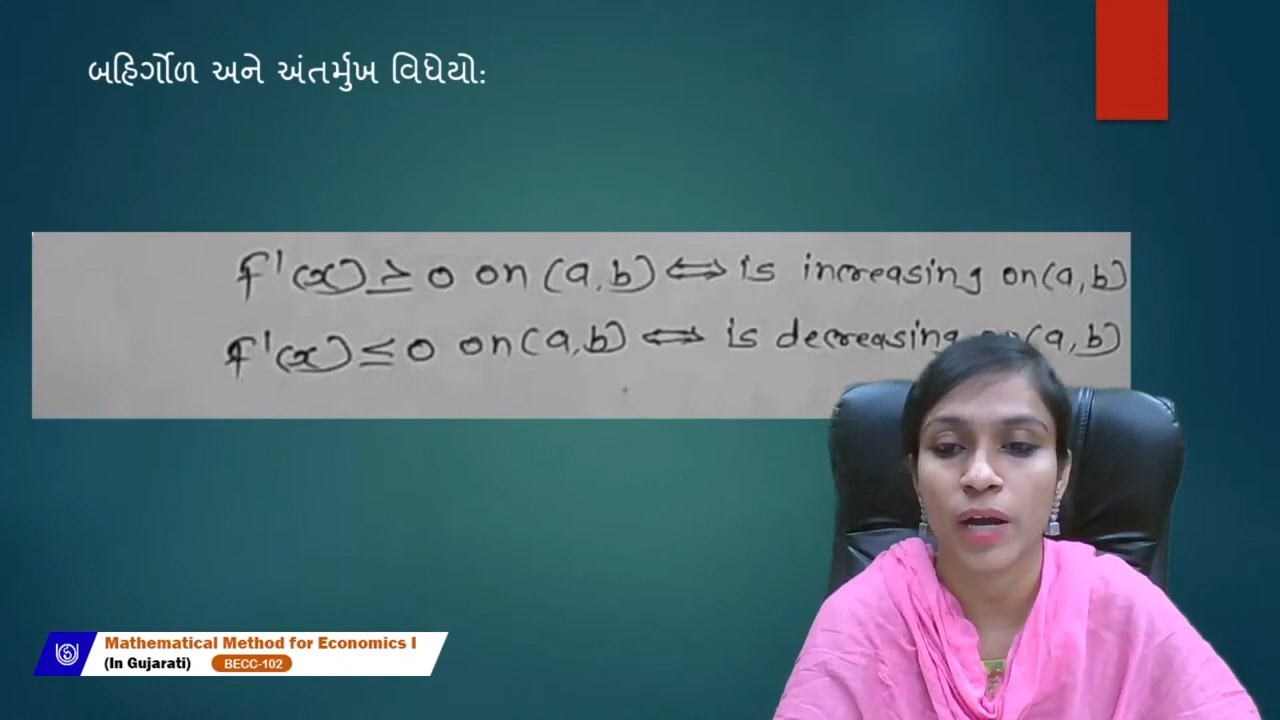 બહિર્ગોળ અને અંતર્મુખ વિધેયો:
f'(x) ≥ 0 on (a,b) ⟺ is increasing on (a,b)
f'(x) ≤ 0 on (a,b) ⟺ is decreasing on (a,b)
Mathematical Method for Economics I
(In Gujarati) BECC-102